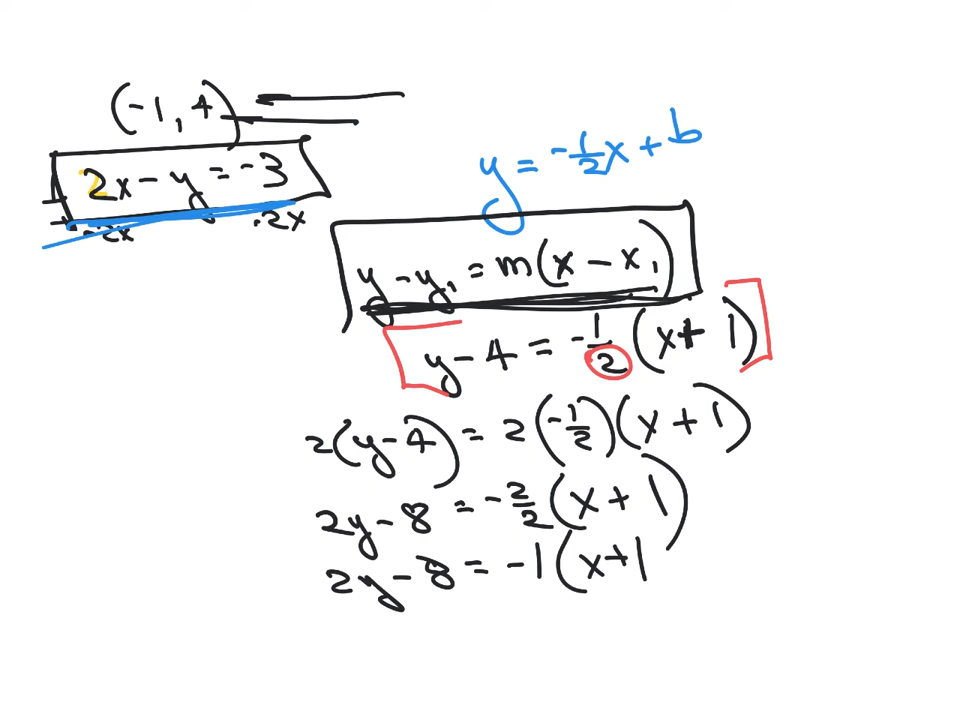 (-1, 4)
2x - y = -3
-2x -2x
y = -1/2x + b
y - y₁ = m(x - x₁)
y - 4 = -1/2(x + 1)
2(y - 4) = 2(-1/2)(x + 1)
2y - 8 = -2/2(x + 1)
2y - 8 = -1(x + 1